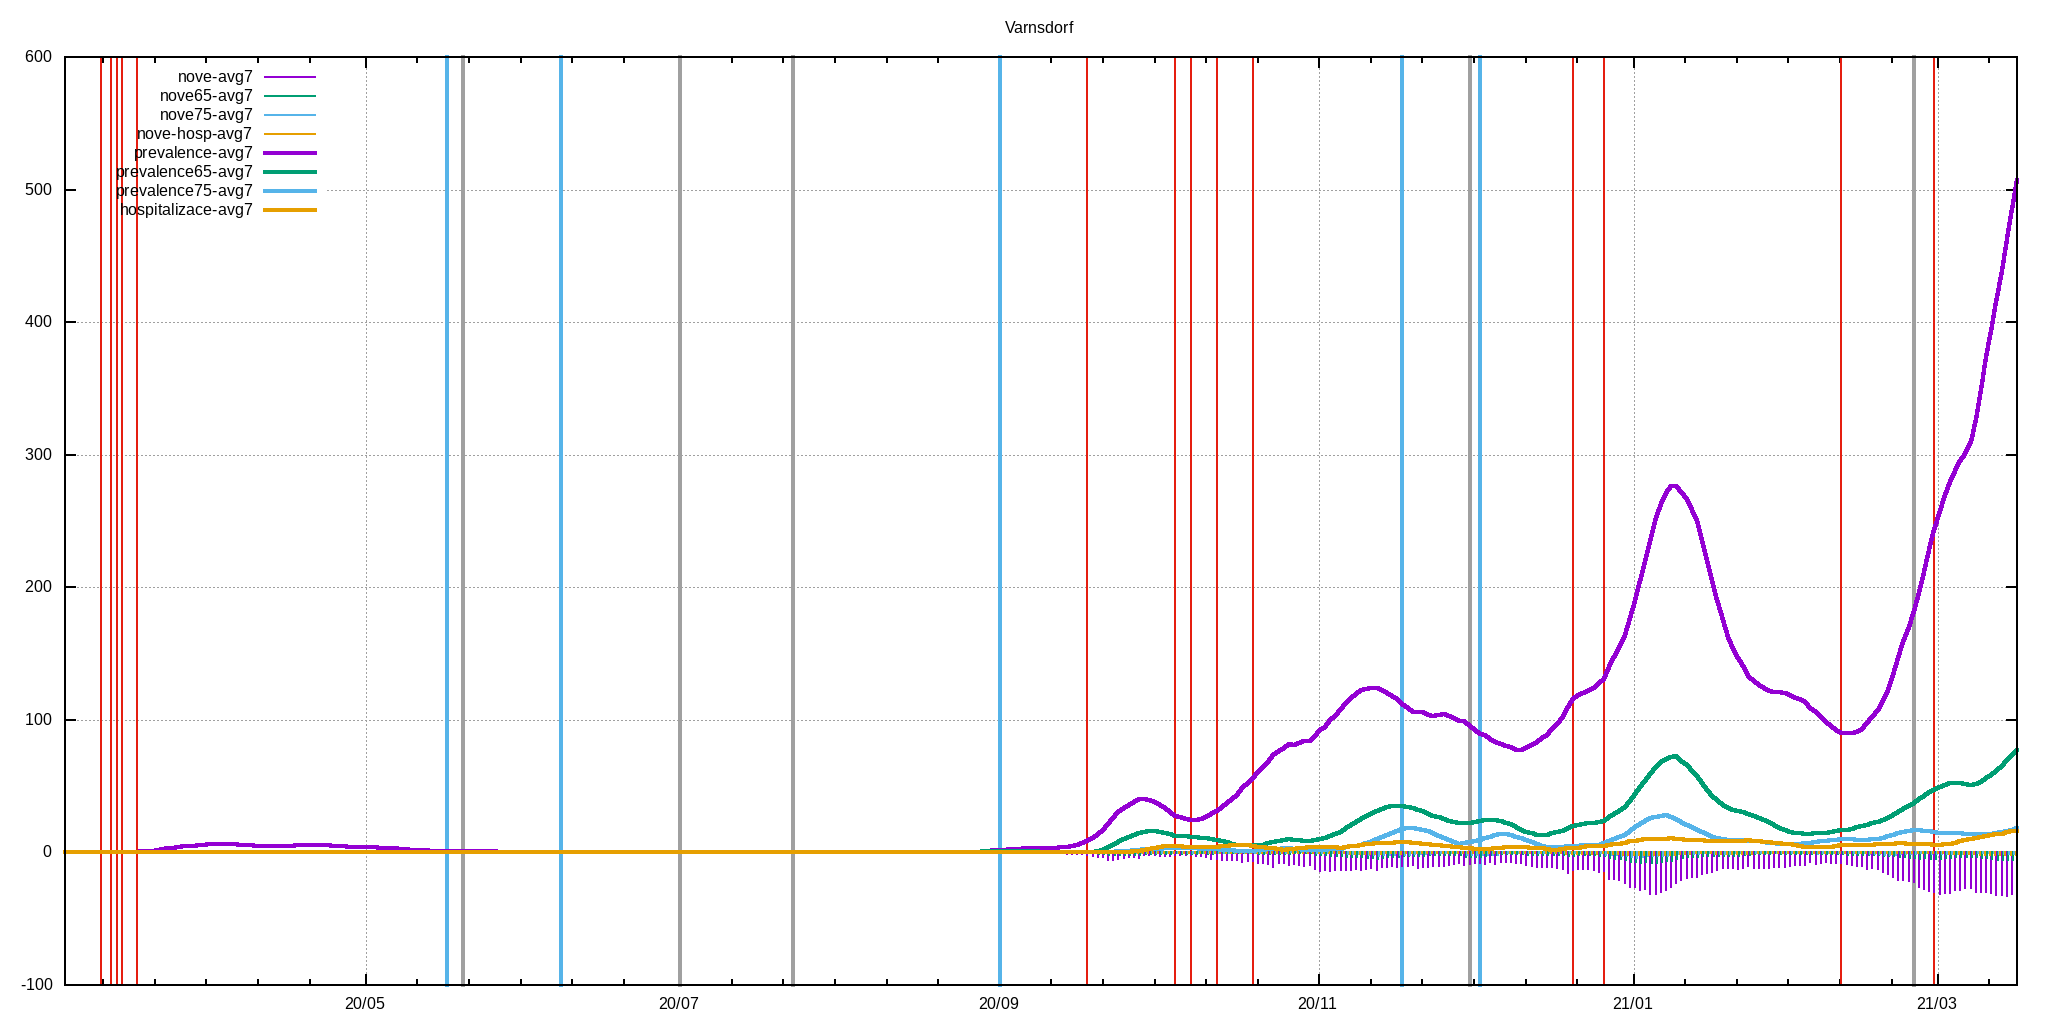 Varnsdorf
600
500
400
300
200
100
0
-100
nove-avg7
nove65-avg7
nove75-avg7
nove-hosp-avg7
prevalence-avg7
prevalence65-avg7
prevalence75-avg7
hospitalizace-avg7
20/05 20/07 20/09 20/11 21/01 21/03